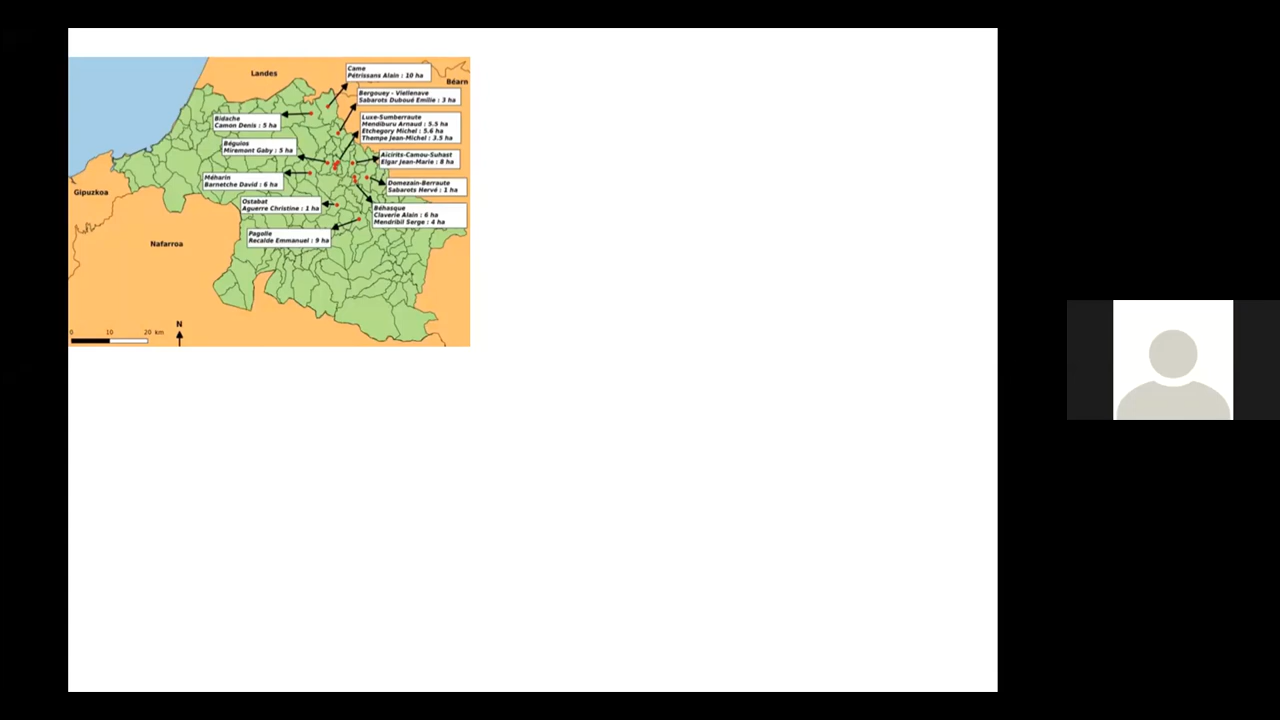 Landes
Came
Pétrissans Alain : 10 ha
Béarn
Bergouey - Viellenave
Sabarots Duboué Emilie : 3 ha
Bidache
Camon Denis : 5 ha
Luxe-Sumberraute
Mendiburu Arnaud : 5.5 ha
Etchegory Michel : 5.6 ha
Thempe Jean-Michel : 3.5 ha
Béguios
Miremont Gaby : 5 ha
Aïcirits-Camou-Suhast
Elgar Jean-Marie : 8 ha
Méharin
Barnetche David : 6 ha
Domezain-Berraute
Sabarots Hervé : 1 ha
Gipuzkoa
Ostabat
Aguerre Christine : 1 ha
Béhasque
Claverie Alain : 6 ha
Mendribil Serge : 4 ha
Pagolle
Recalde Emmanuel : 9 ha
Nafarroa
N
0 10 20 km